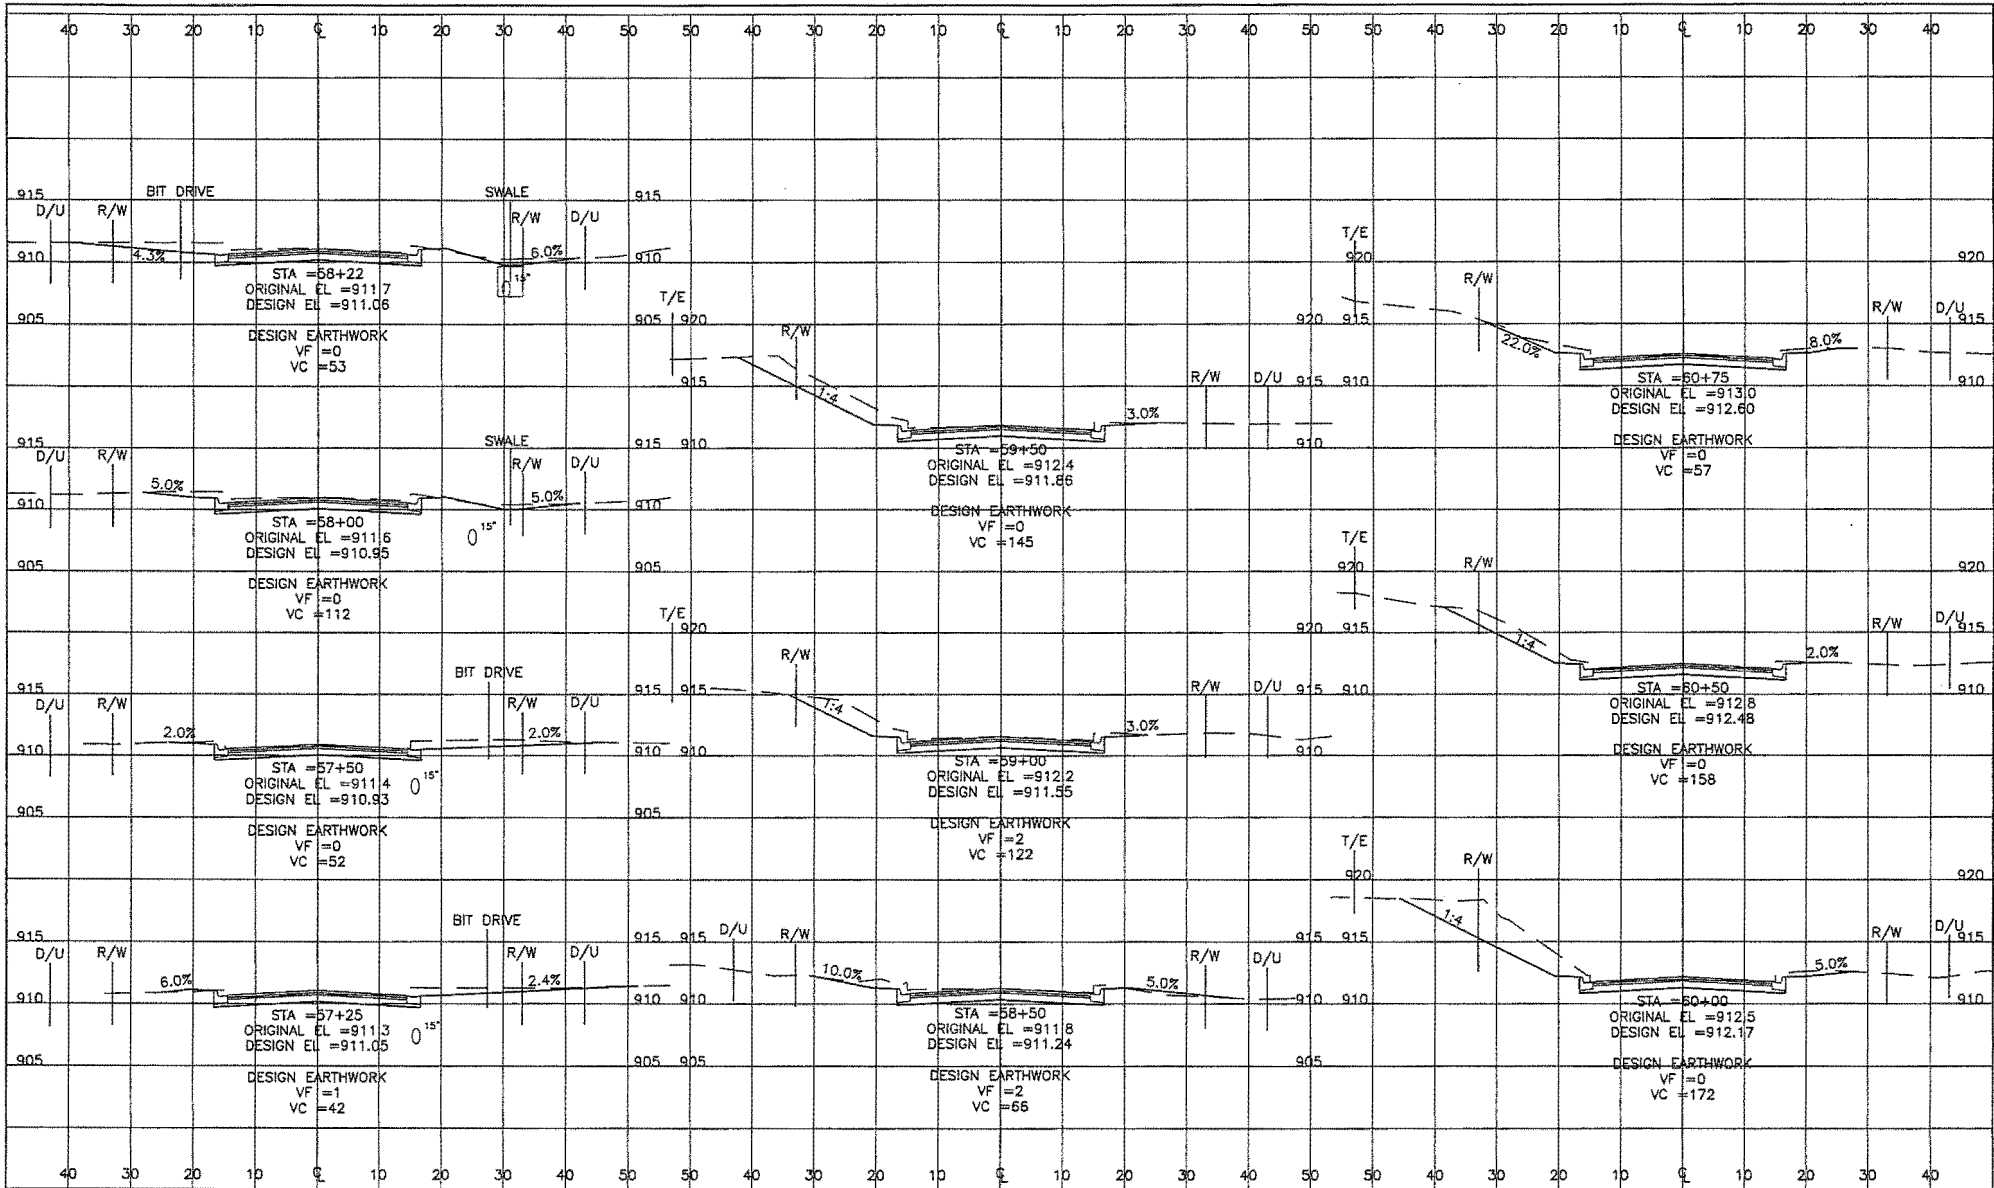 40 30 20 10 ℄ 10 20 30 40 50 50 40 30 20 10 ℄ 10 20 30 40 50 50 40 30 20 10 ℄ 10 20 30 40
915 D/U R/W BIT DRIVE SWALE R/W D/U 915
910 4.3% 6.0% 910
15"
STA =58+22
ORIGINAL EL =911.7
DESIGN EL =911.06
905 905
DESIGN EARTHWORK
VF =0
VC =53
915 D/U R/W SWALE R/W D/U 915
910 5.0% 5.0% 910
15"
STA =58+00
ORIGINAL EL =911.6
DESIGN EL =910.95
905 905
DESIGN EARTHWORK
VF =0
VC =112
915 D/U R/W BIT DRIVE R/W D/U 915
910 2.0% 2.0% 910
15"
STA =57+50
ORIGINAL EL =911.4
DESIGN EL =910.93
905 905
DESIGN EARTHWORK
VF =0
VC =52
915 D/U R/W BIT DRIVE R/W D/U 915
910 6.0% 2.4% 910
15"
STA =57+25
ORIGINAL EL =911.3
DESIGN EL =911.05
905 905
DESIGN EARTHWORK
VF =1
VC =42
T/E
920 R/W 920
915 1:4 R/W D/U 915
910 3.0% 910
STA =59+50
ORIGINAL EL =912.4
DESIGN EL =911.86
DESIGN EARTHWORK
VF =0
VC =145
T/E
920 R/W 920
915 1:4 R/W D/U 915
3.0% 910
STA =59+00
ORIGINAL EL =912.2
DESIGN EL =911.55
DESIGN EARTHWORK
VF =2
VC =122
915 D/U R/W 915
910 10.0% 5.0% R/W D/U 910
STA =58+50
ORIGINAL EL =911.8
DESIGN EL =911.24
905 905
DESIGN EARTHWORK
VF =2
VC =66
T/E
920 R/W 920
915 R/W D/U 915
910 22.0% 8.0% 910
STA =60+75
ORIGINAL EL =913.0
DESIGN EL =912.60
DESIGN EARTHWORK
VF =0
VC =57
T/E
920 R/W 920
915 1:4 R/W D/U 915
910 2.0% 910
STA =60+50
ORIGINAL EL =912.8
DESIGN EL =912.48
DESIGN EARTHWORK
VF =0
VC =158
T/E
920 R/W 920
915 1:4 R/W D/U 915
910 5.0% 910
STA =60+00
ORIGINAL EL =912.5
DESIGN EL =912.17
DESIGN EARTHWORK
VF =0
VC =172
40 30 20 10 ℄ 10 20 30 40 50 50 40 30 20 10 ℄ 10 20 30 40 50 50 40 30 20 10 ℄ 10 20 30 40